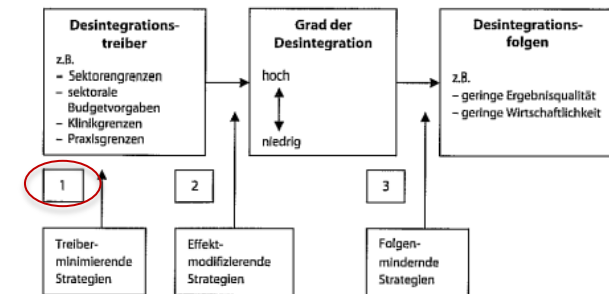 Desintegrations-
treiber
z.B.
– Sektorengrenzen
– sektorale
Budgetvorgaben
– Klinikgrenzen
– Praxisgrenzen
Grad der
Desintegration
hoch
niedrig
Desintegrations-
folgen
z.B.
– geringe Ergebnisqualität
– geringe Wirtschaftlichkeit
1
2
3
Treiber-
minimierende
Strategien
Effekt-
modifizierende
Strategien
Folgen-
mindernde
Strategien